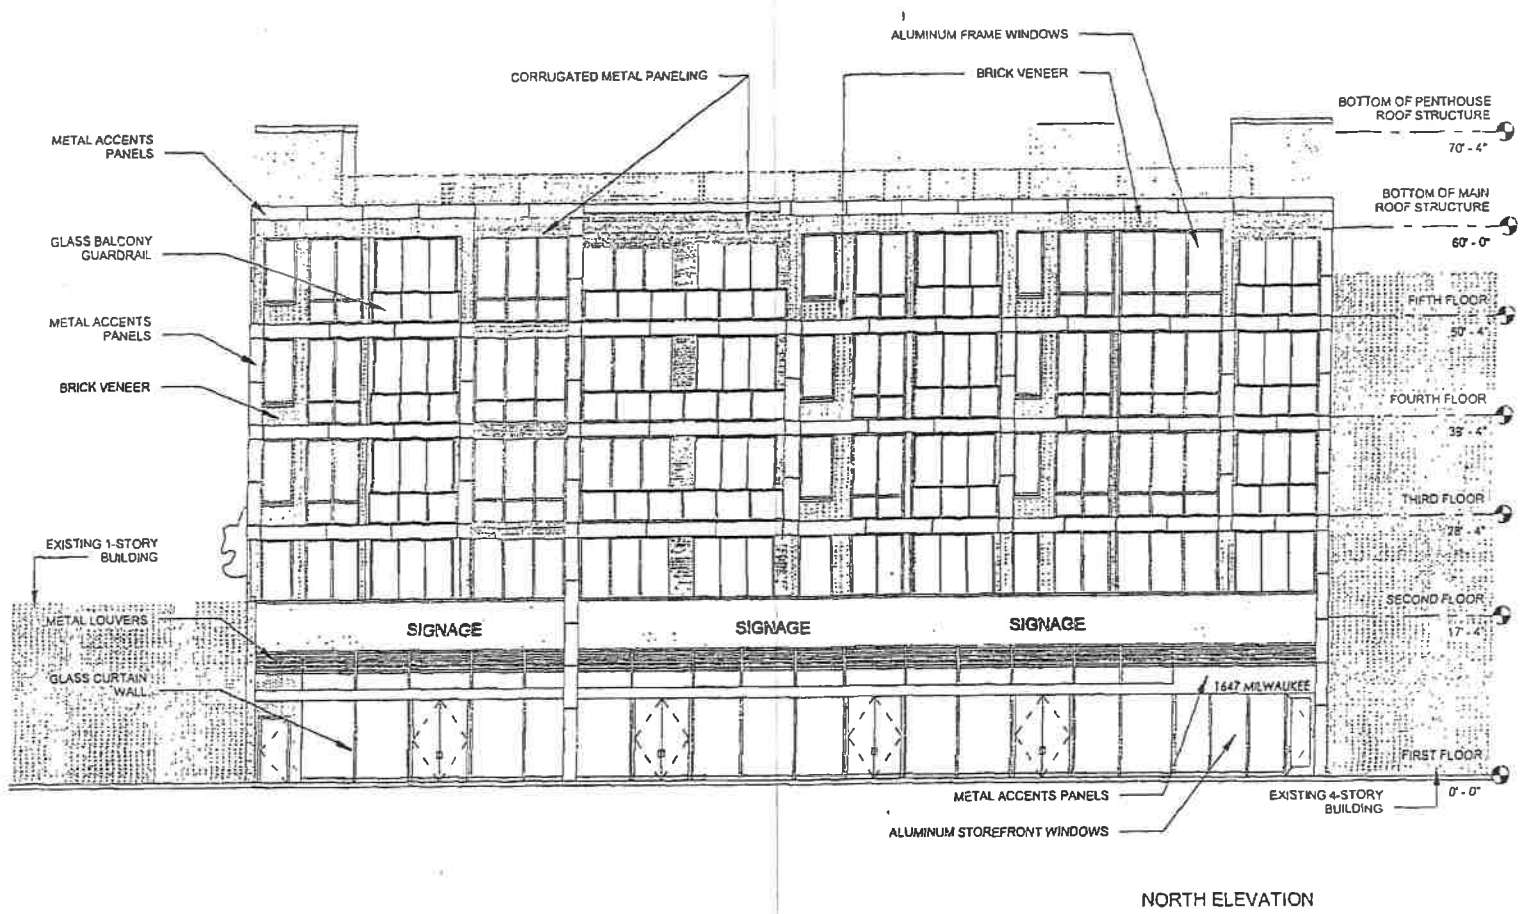 ALUMINUM FRAME WINDOWS
CORRUGATED METAL PANELING
BRICK VENEER
BOTTOM OF PENTHOUSE
ROOF STRUCTURE
70' - 4"
METAL ACCENTS
PANELS
BOTTOM OF MAIN
ROOF STRUCTURE
60' - 0"
GLASS BALCONY
GUARDRAIL
FIFTH FLOOR
50' - 4"
METAL ACCENTS
PANELS
BRICK VENEER
FOURTH FLOOR
39' - 4"
THIRD FLOOR
28' - 4"
EXISTING 1-STORY
BUILDING
SECOND FLOOR
17' - 4"
METAL LOUVERS
SIGNAGE
SIGNAGE
SIGNAGE
GLASS CURTAIN
WALL
1647 MILWAUKEE
FIRST FLOOR
0' - 0"
METAL ACCENTS PANELS
EXISTING 4-STORY
BUILDING
ALUMINUM STOREFRONT WINDOWS
NORTH ELEVATION